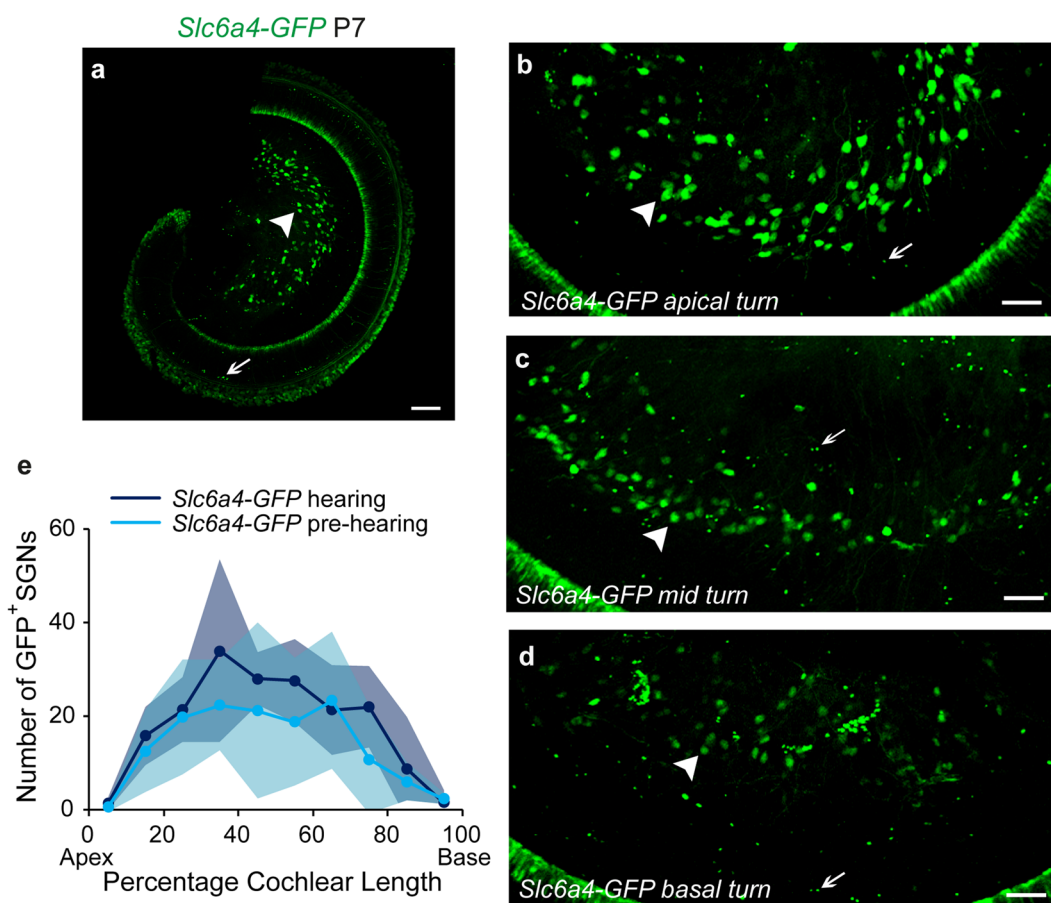 Slc6a4-GFP P7
a
b
Slc6a4-GFP apical turn
c
Slc6a4-GFP mid turn
d
Slc6a4-GFP basal turn
e
Slc6a4-GFP hearing
Slc6a4-GFP pre-hearing
Number of GFP+ SGNs
60
40
20
0
0 20 40 60 80 100
Apex Base
Percentage Cochlear Length